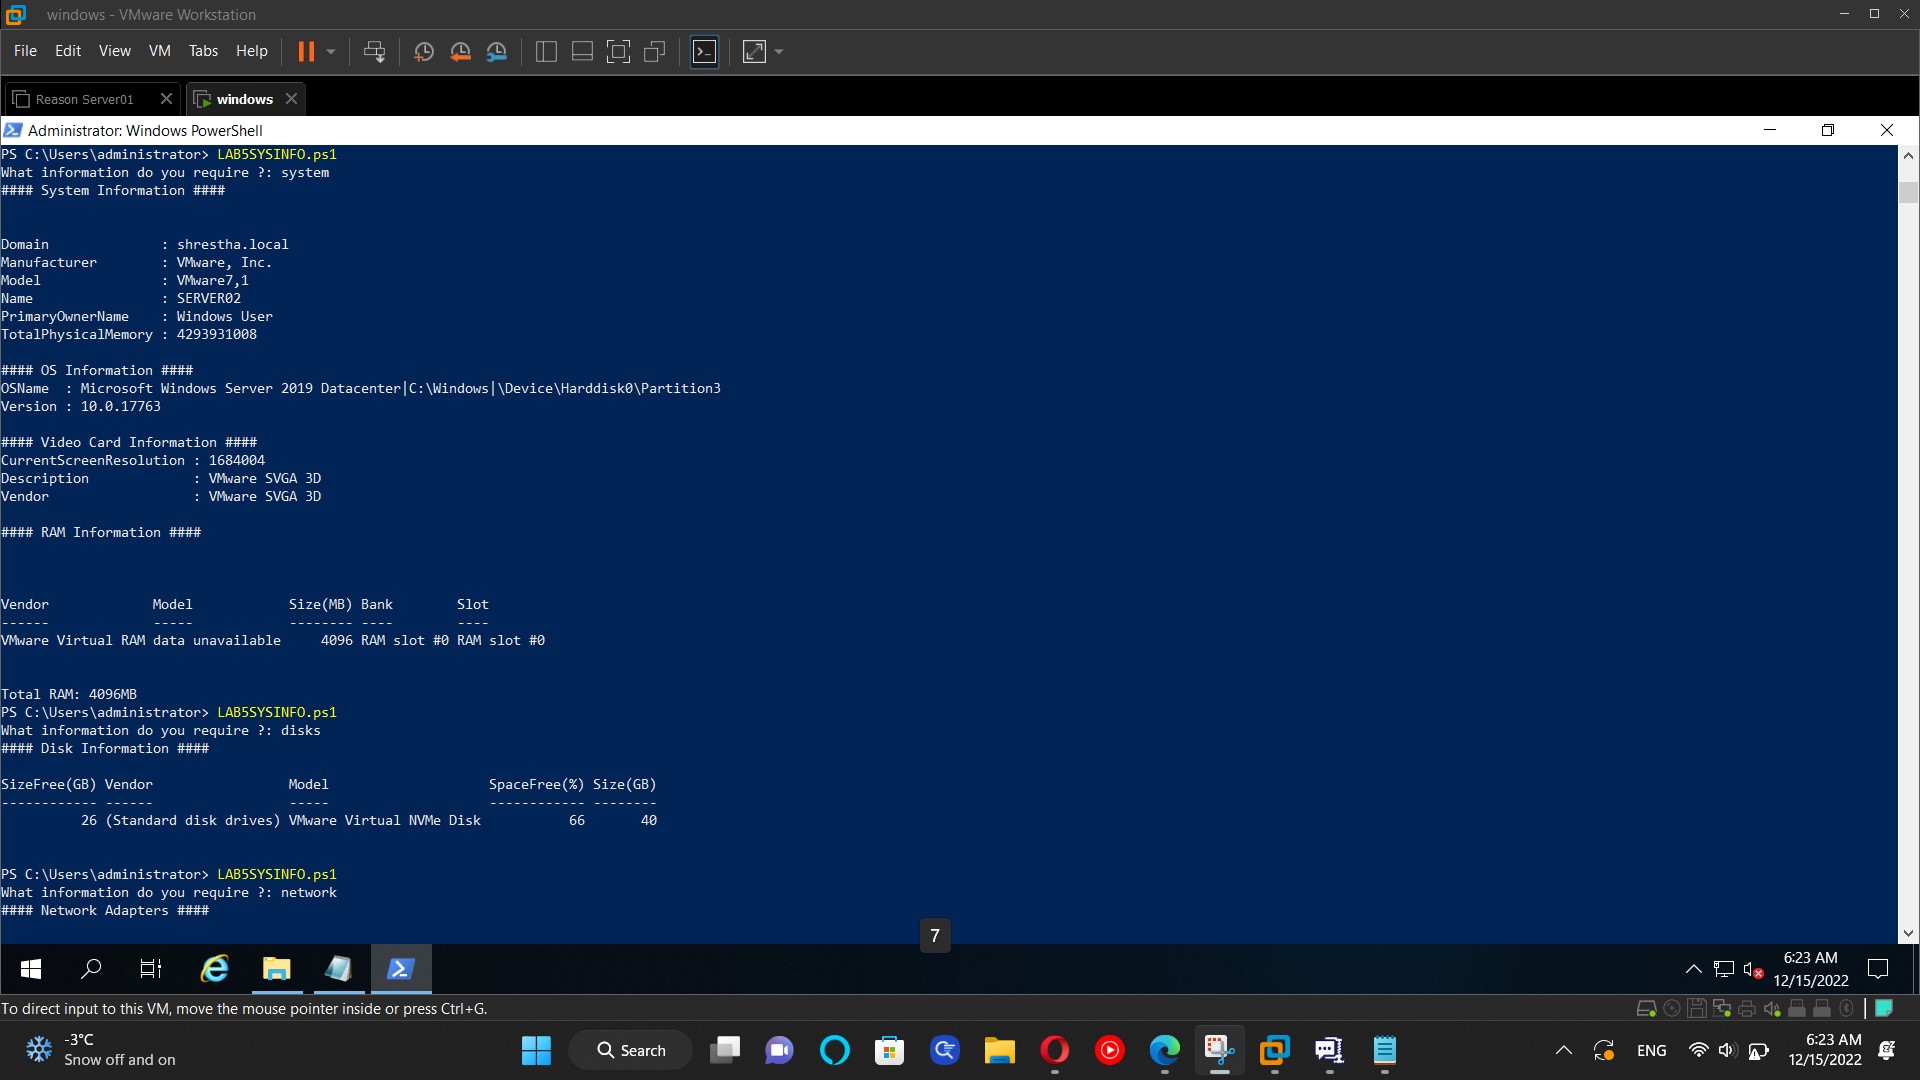 windows - VMware Workstation
File Edit View VM Tabs Help
Reason Server01 windows
Administrator: Windows PowerShell
PS C:\Users\administrator> LAB5SYSINFO.ps1
What information do you require ?: system
#### System Information ####
Domain : shrestha.local
Manufacturer : VMware, Inc.
Model : VMware7,1
Name : SERVER02
PrimaryOwnerName : Windows User
TotalPhysicalMemory : 4293931008
#### OS Information ####
OSName : Microsoft Windows Server 2019 Datacenter|C:\Windows|\Device\Harddisk0\Partition3
Version : 10.0.17763
#### Video Card Information ####
CurrentScreenResolution : 1684004
Description : VMware SVGA 3D
Vendor : VMware SVGA 3D
#### RAM Information ####
Vendor Model Size(MB) Bank Slot
------ ----- -------- ---- ----
VMware Virtual RAM data unavailable 4096 RAM slot #0 RAM slot #0
Total RAM: 4096MB
PS C:\Users\administrator> LAB5SYSINFO.ps1
What information do you require ?: disks
#### Disk Information ####
SizeFree(GB) Vendor Model SpaceFree(%) Size(GB)
------------ ------ ----- ------------ --------
26 (Standard disk drives) VMware Virtual NVMe Disk 66 40
PS C:\Users\administrator> LAB5SYSINFO.ps1
What information do you require ?: network
#### Network Adapters ####
7
6:23 AM
12/15/2022
To direct input to this VM, move the mouse pointer inside or press Ctrl+G.
-3°C
Snow off and on
Search
ENG
6:23 AM
12/15/2022